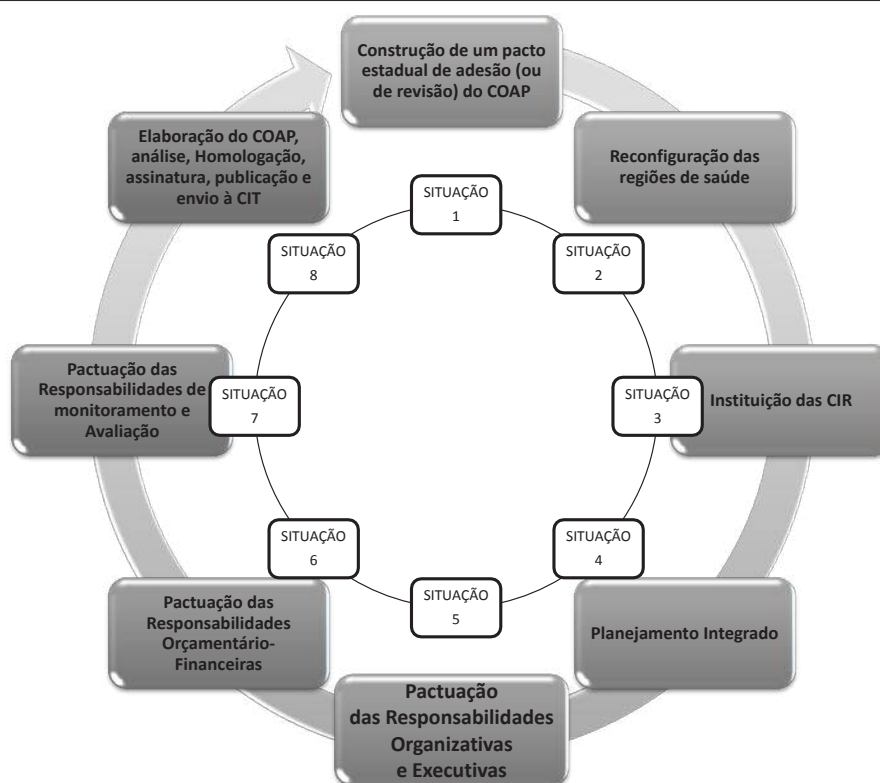 Construção de um pacto
estadual de adesão (ou
de revisão) do COAP
Reconfiguração das
regiões de saúde
Instituição das CIR
Planejamento Integrado
Pactuação
das Responsabilidades
Organizativas
e Executivas
Pactuação das
Responsabilidades
Orçamentário-
Financeiras
Pactuação das
Responsabilidades de
monitoramento e
Avaliação
Elaboração do COAP,
análise, Homologação,
assinatura, publicação e
envio à CIT
SITUAÇÃO
1
SITUAÇÃO
2
SITUAÇÃO
3
SITUAÇÃO
4
SITUAÇÃO
5
SITUAÇÃO
6
SITUAÇÃO
7
SITUAÇÃO
8